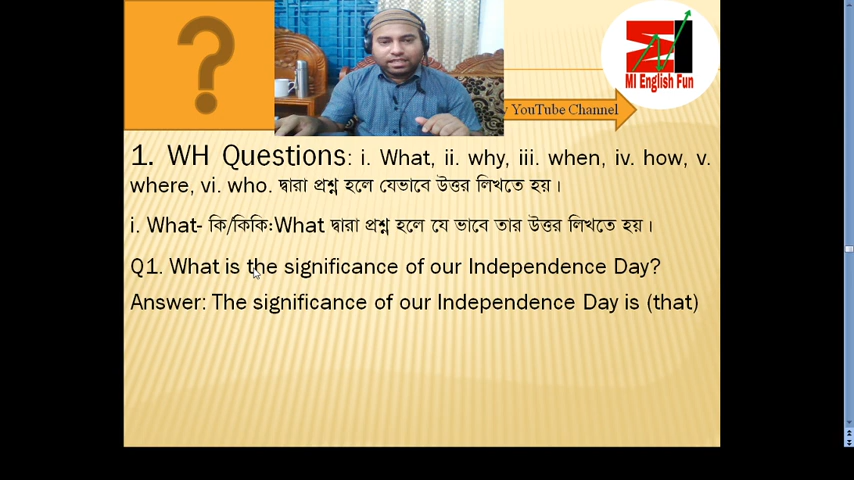 ?
MI English Fun
YouTube Channel
1. WH Questions: i. What, ii. why, iii. when, iv. how, v.
where, vi. who. দ্বারা প্রশ্ন হলে যেভাবে উত্তর লিখতে হয়।
i. What- কি/কিকি:What দ্বারা প্রশ্ন হলে যে ভাবে তার উত্তর লিখতে হয়।
Q1. What is the significance of our Independence Day?
Answer: The significance of our Independence Day is (that)